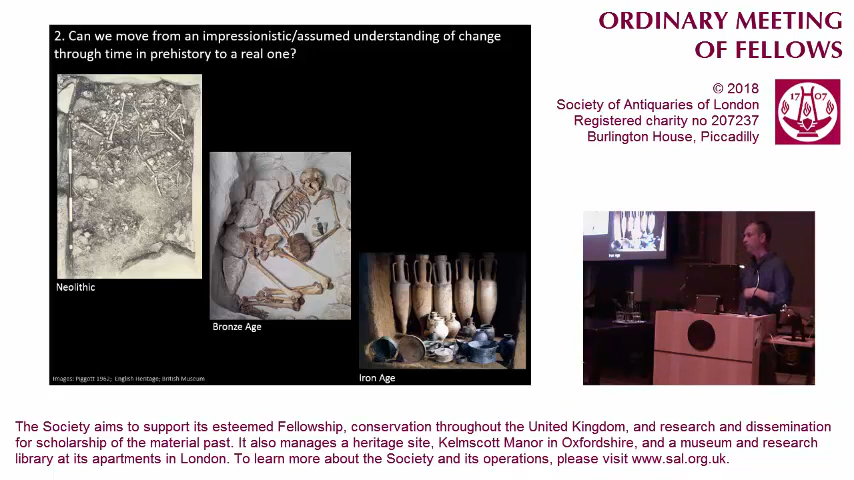 2. Can we move from an impressionistic/assumed understanding of change
through time in prehistory to a real one?
Neolithic
Bronze Age
Iron Age
Images: Piggott 1962; English Heritage; British Museum
ORDINARY MEETING
OF FELLOWS
© 2018
Society of Antiquaries of London
Registered charity no 207237
Burlington House, Piccadilly
1707
Iron Age
The Society aims to support its esteemed Fellowship, conservation throughout the United Kingdom, and research and dissemination
for scholarship of the material past. It also manages a heritage site, Kelmscott Manor in Oxfordshire, and a museum and research
library at its apartments in London. To learn more about the Society and its operations, please visit www.sal.org.uk.